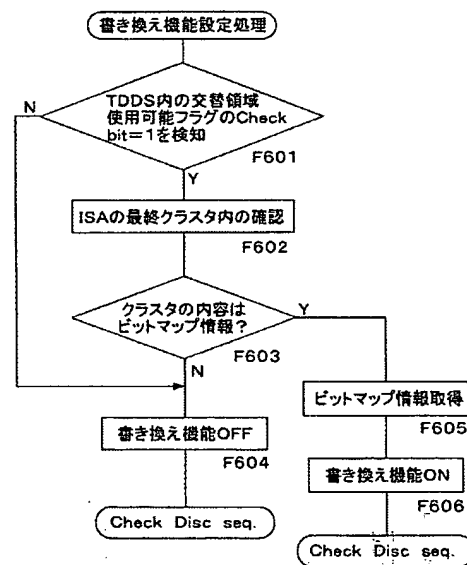 書き換え機能設定処理
N
TDDS内の交替領域
使用可能フラグのCheck
bit=1を検知
F601
Y
ISAの最終クラスタ内の確認
F602
クラスタの内容は
ビットマップ情報?
Y
F603
N
ビットマップ情報取得
F605
書き換え機能OFF
F604
書き換え機能ON
F606
Check Disc seq.
Check Disc seq.